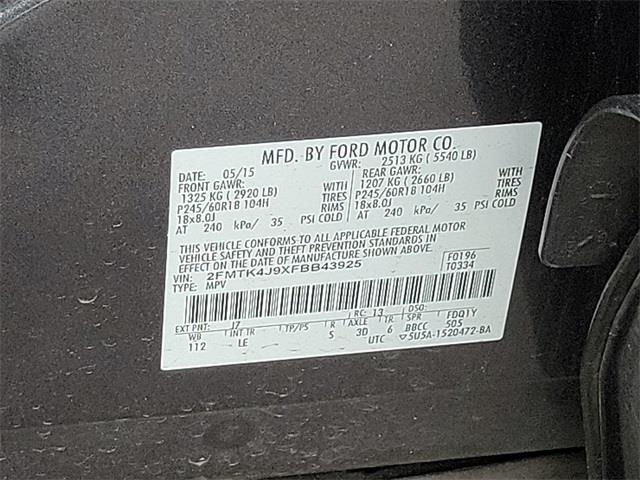 MFD. BY FORD MOTOR CO.
DATE: 05/15 GVWR: 2513 KG ( 5540 LB)
FRONT GAWR: REAR GAWR:
1325 KG ( 2920 LB) WITH 1207 KG ( 2660 LB) WITH
P245/60R18 104H TIRES P245/60R18 104H TIRES
18x8.0J RIMS 18x8.0J RIMS
AT 240 kPa/ 35 PSI COLD AT 240 kPa/ 35 PSI COLD
THIS VEHICLE CONFORMS TO ALL APPLICABLE FEDERAL MOTOR
VEHICLE SAFETY AND THEFT PREVENTION STANDARDS IN
EFFECT ON THE DATE OF MANUFACTURE SHOWN ABOVE.
VIN: 2FMTK4J9XFBB43925 F0196
TYPE: MPV T0334
EXT PNT: J7 RC: 13 DSO: FDQ1Y
WB INT TR TP/PS R AXLE TR SPR BBCC 505
112 LE S 3D 6 UTC 5U5A-1520472-BA